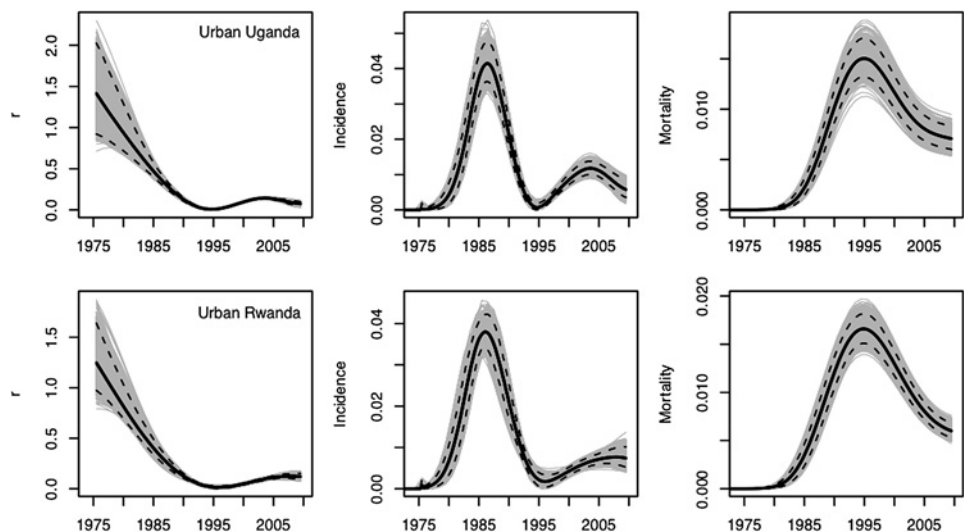 Urban Uganda
r
0.0 0.5 1.0 1.5 2.0
1975 1985 1995 2005
Incidence
0.00 0.02 0.04
1975 1985 1995 2005
Mortality
0.000 0.010
1975 1985 1995 2005
Urban Rwanda
r
0.0 0.5 1.0 1.5
1975 1985 1995 2005
Incidence
0.00 0.02 0.04
1975 1985 1995 2005
Mortality
0.000 0.010 0.020
1975 1985 1995 2005